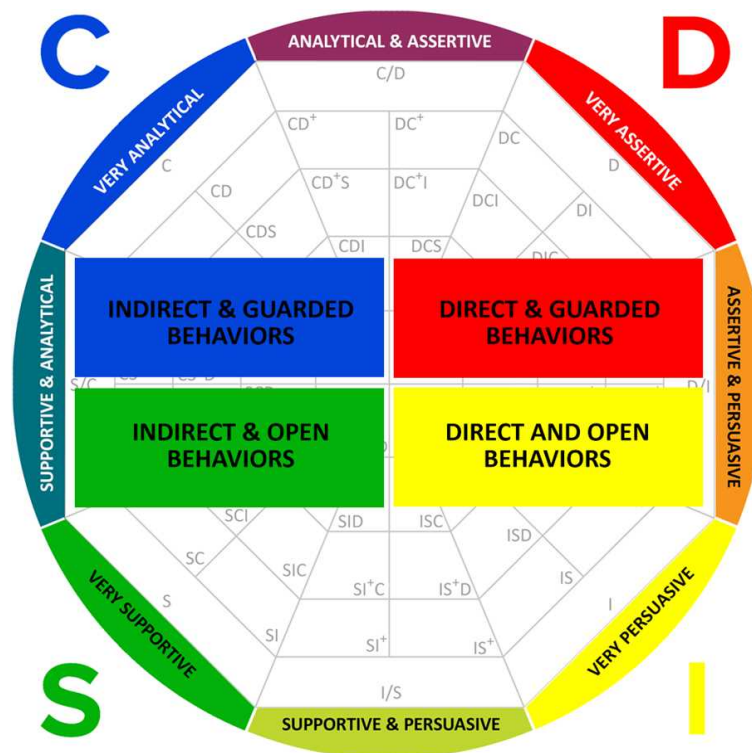 C
D
ANALYTICAL & ASSERTIVE
VERY ANALYTICAL
VERY ASSERTIVE
C/D
CD+
DC+
C
DC
D
CD
CD+S
DC+I
DCI
DI
CDS
CDI
DCS
DIC
INDIRECT & GUARDED
BEHAVIORS
DIRECT & GUARDED
BEHAVIORS
SUPPORTIVE & ANALYTICAL
ASSERTIVE & PERSUASIVE
S/C
D/I
INDIRECT & OPEN
BEHAVIORS
DIRECT AND OPEN
BEHAVIORS
SCI
SID
ISC
ISD
SC
SIC
SI+C
IS+D
IS
S
I
SI
SI+
IS+
VERY SUPPORTIVE
VERY PERSUASIVE
I/S
S
I
SUPPORTIVE & PERSUASIVE